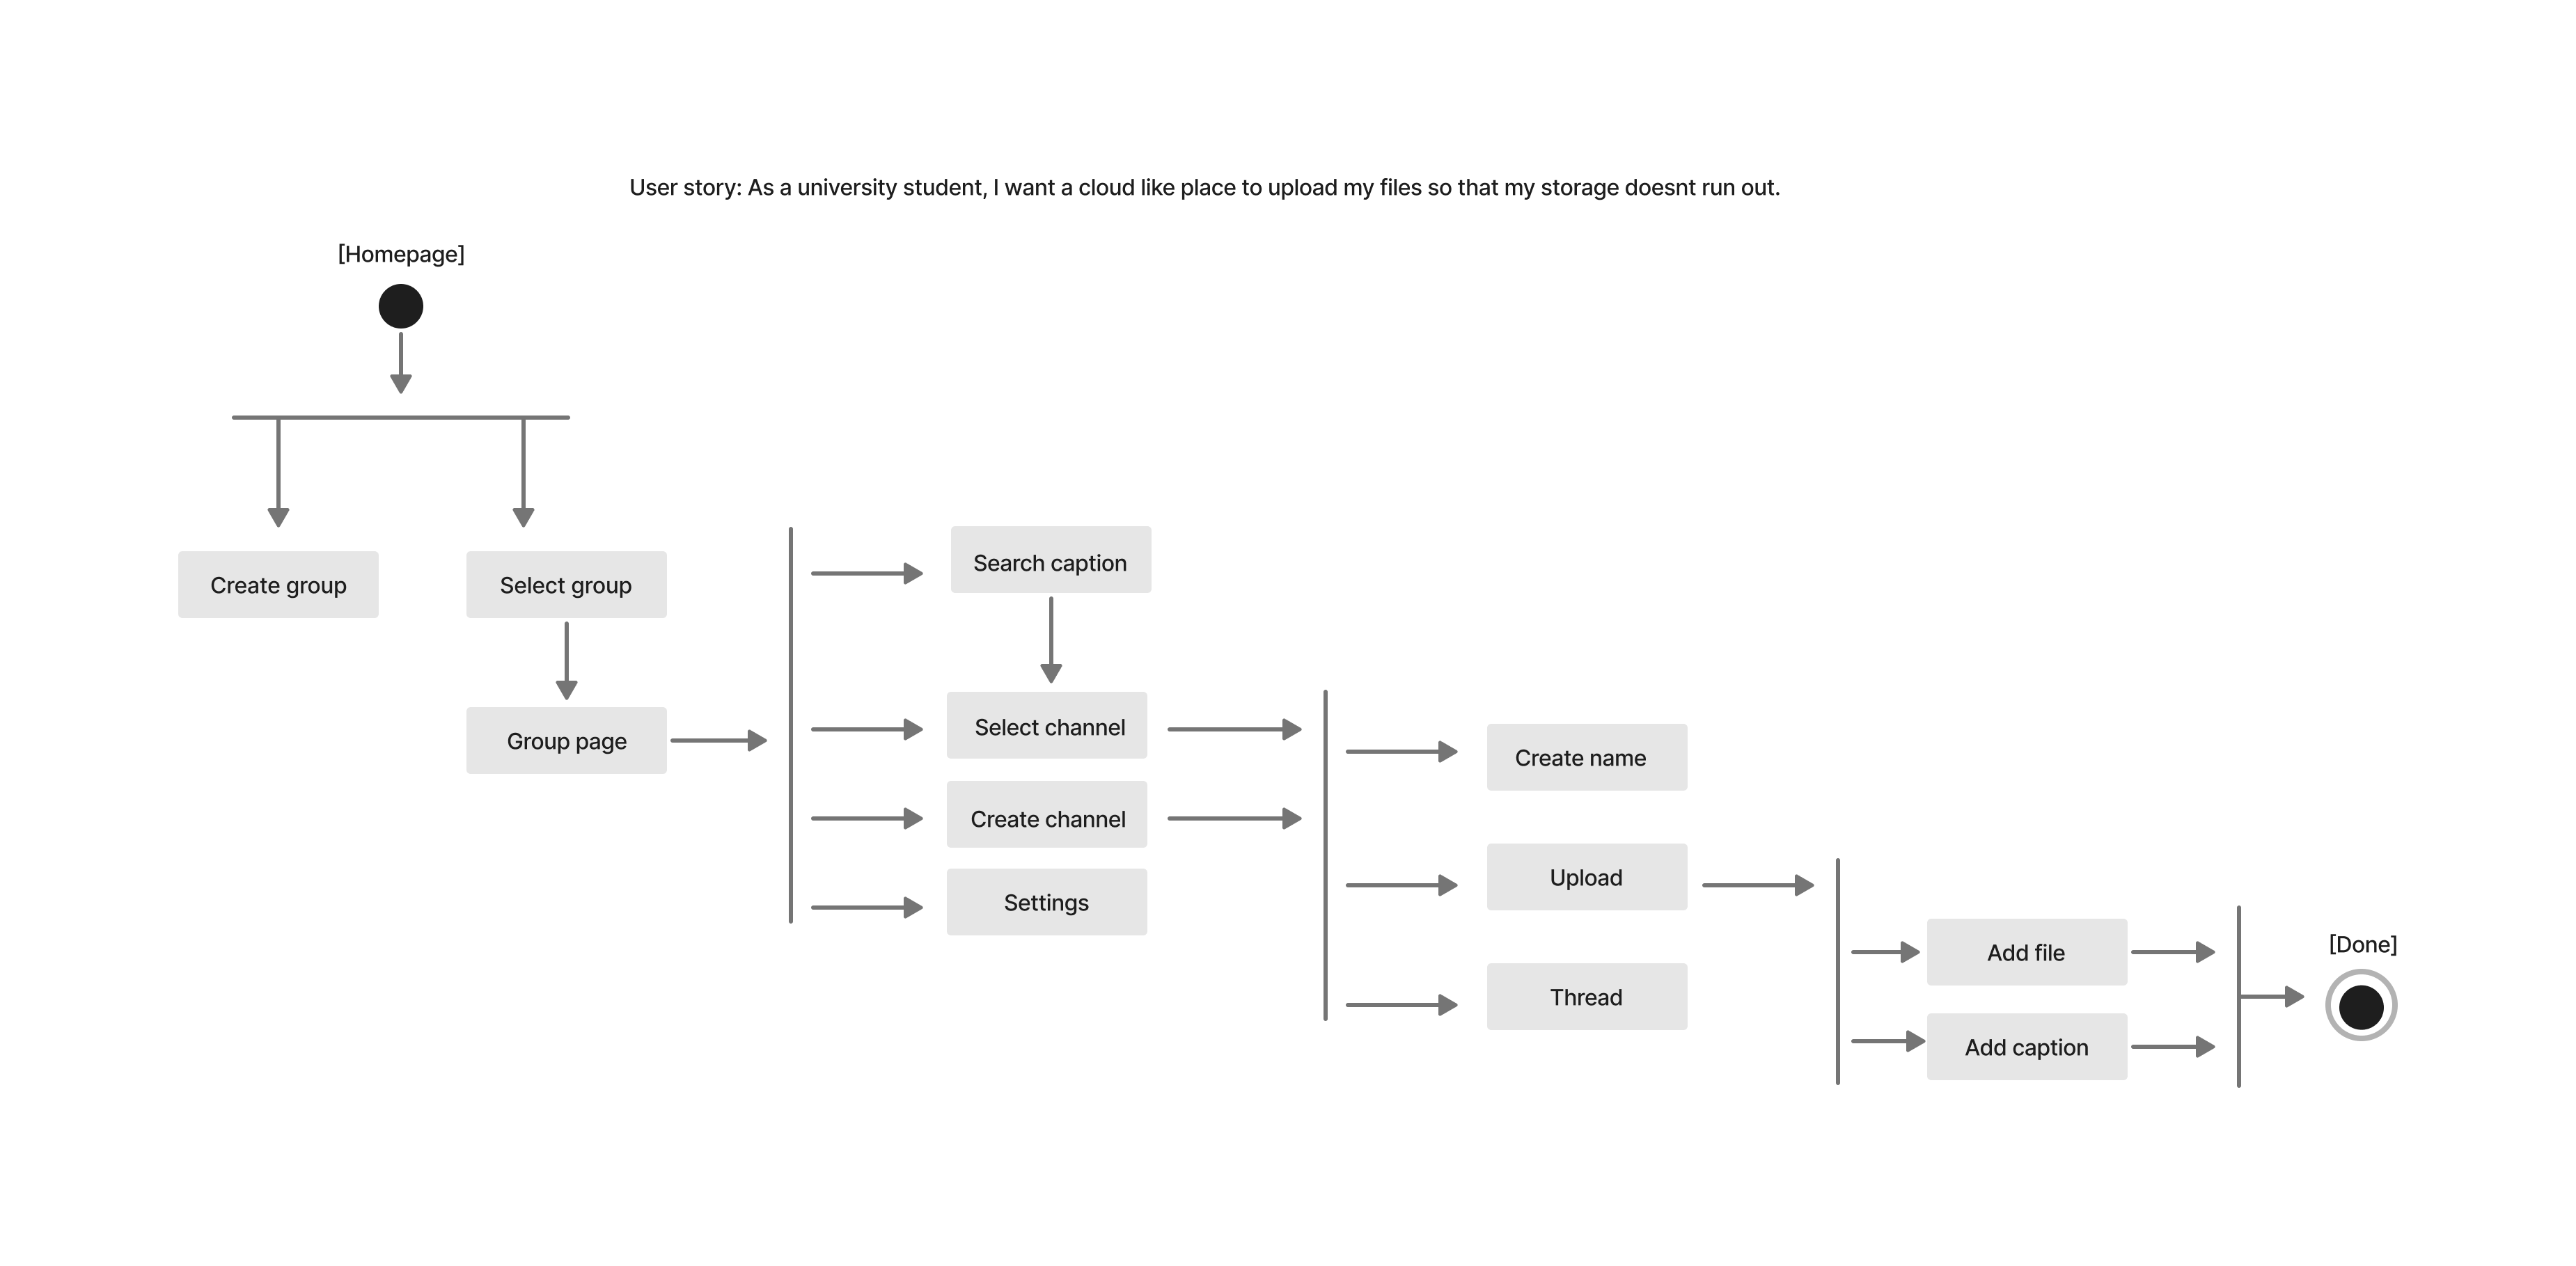 User story: As a university student, I want a cloud like place to upload my files so that my storage doesnt run out.
[Homepage]
Create group
Select group
Group page
Search caption
Select channel
Create channel
Settings
Create name
Upload
Thread
Add file
Add caption
[Done]